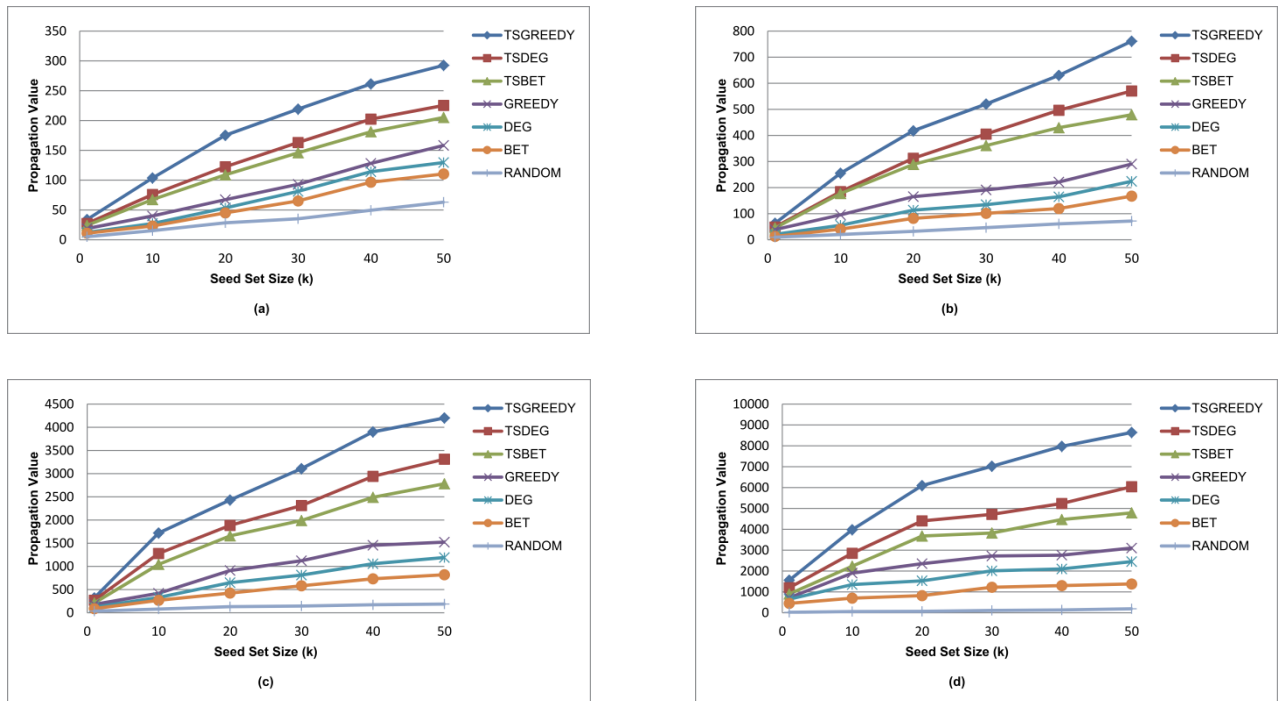 350
300
250
200
150
100
50
0
Propagation Value
0 10 20 30 40 50
Seed Set Size (k)
(a)
TSGREEDY
TSDEG
TSBET
GREEDY
DEG
BET
RANDOM
800
700
600
500
400
300
200
100
0
Propagation Value
0 10 20 30 40 50
Seed Set Size (k)
(b)
TSGREEDY
TSDEG
TSBET
GREEDY
DEG
BET
RANDOM
4500
4000
3500
3000
2500
2000
1500
1000
500
0
Propagation Value
0 10 20 30 40 50
Seed Set Size (k)
(c)
TSGREEDY
TSDEG
TSBET
GREEDY
DEG
BET
RANDOM
10000
9000
8000
7000
6000
5000
4000
3000
2000
1000
0
Propagation Value
0 10 20 30 40 50
Seed Set Size (k)
(d)
TSGREEDY
TSDEG
TSBET
GREEDY
DEG
BET
RANDOM